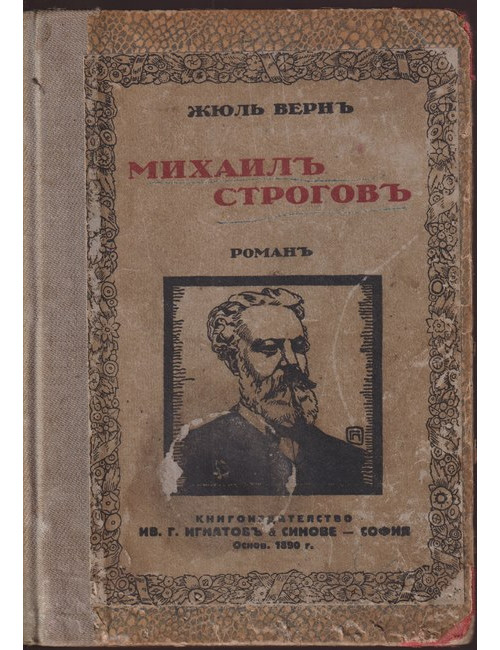 ЖЮЛЬ ВЕРНЪ
МИХАИЛЪ
СТРОГОВЪ
РОМАНЪ
КНИГОИЗДАТЕЛСТВО
ИВ. Г. ИГНАТОВЪ & СИНОВЕ — СОФИЯ
Основ. 1890 г.